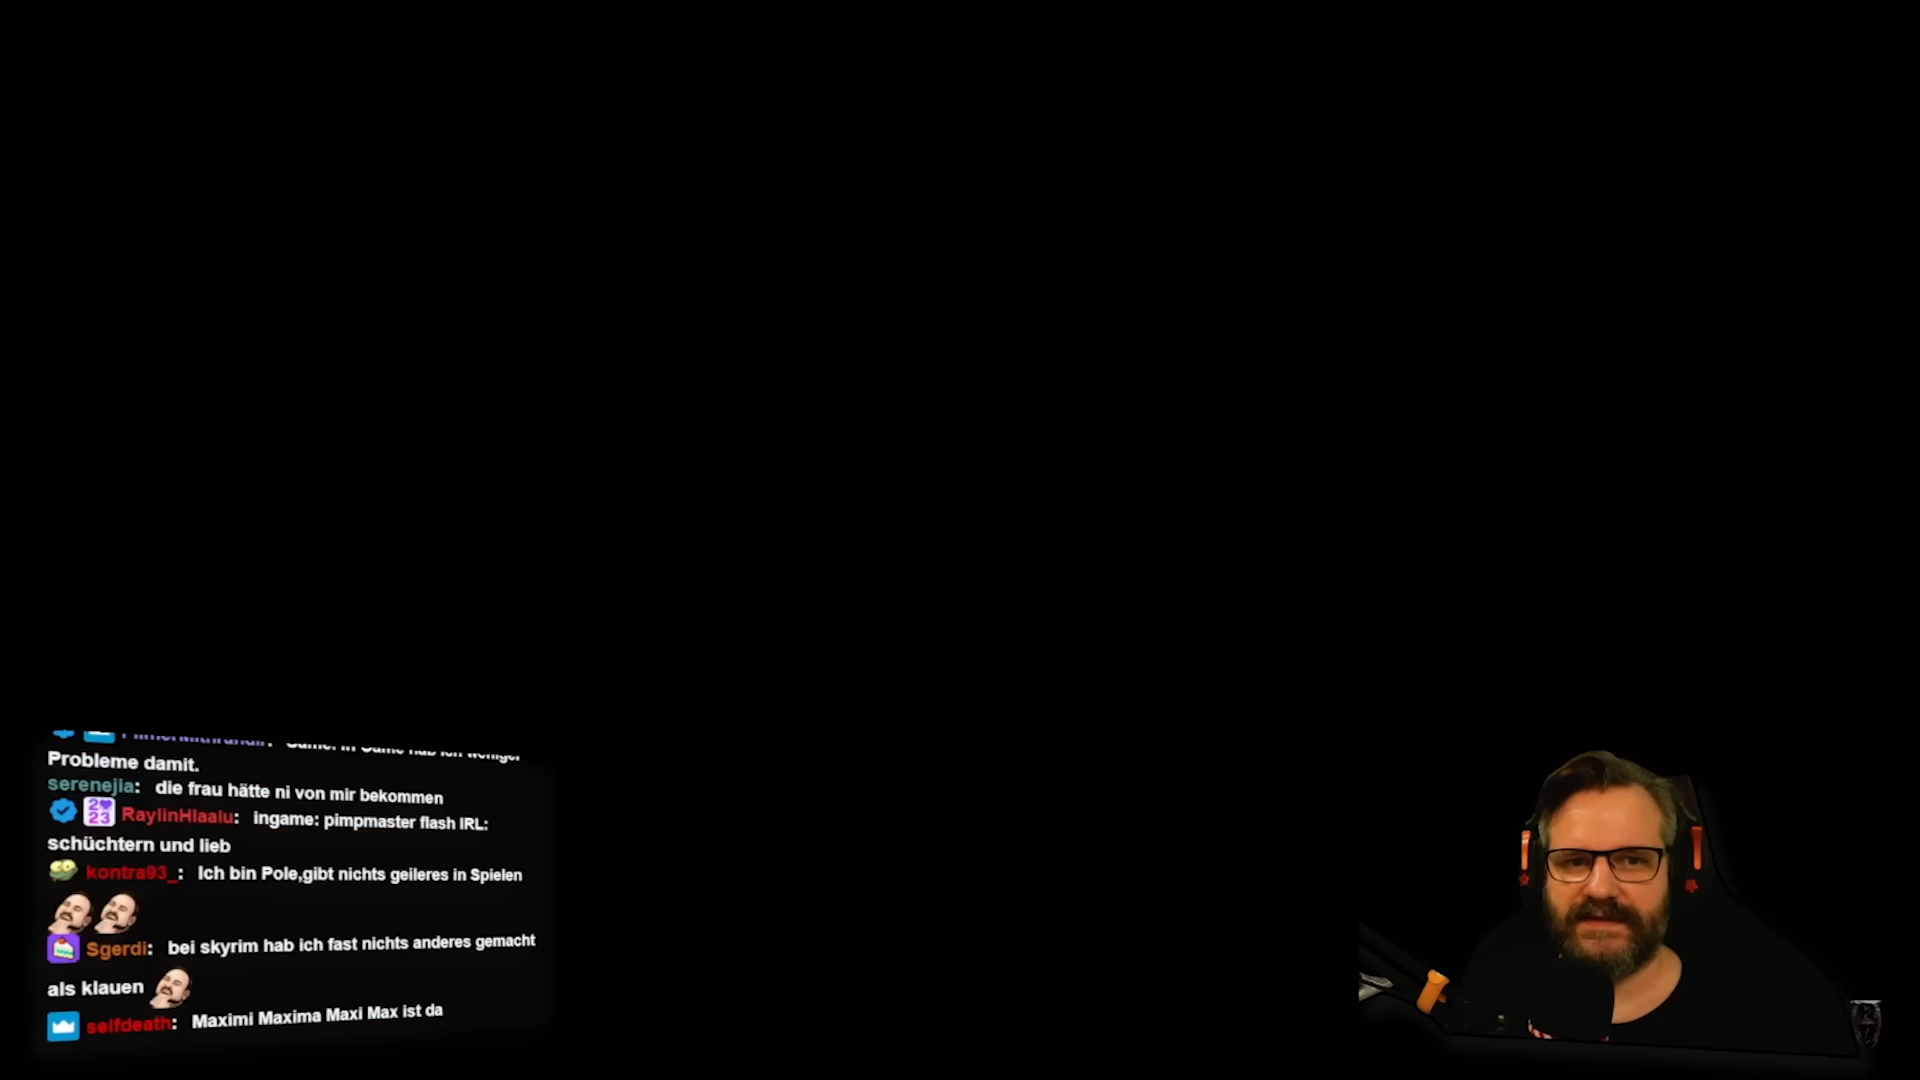 Probleme damit.
serenejia: die frau hätte ni von mir bekommen
RaylinHlaalu: ingame: pimpmaster flash IRL:
schüchtern und lieb
kontra93_: Ich bin Pole,gibt nichts geileres in Spielen
Sgerdi: bei skyrim hab ich fast nichts anderes gemacht
als klauen
selfdeath: Maximi Maxima Maxi Max ist da